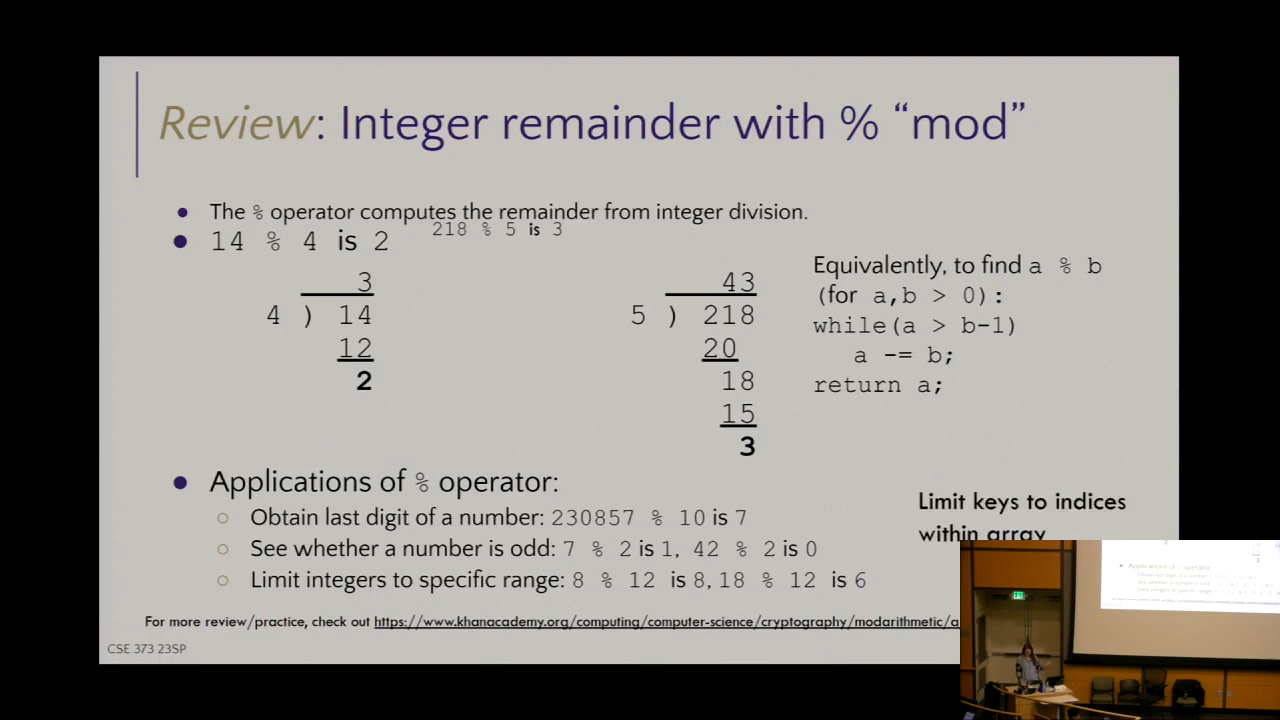 Review: Integer remainder with % “mod”
● The % operator computes the remainder from integer division.
● 14 % 4 is 2
218 % 5 is 3
3
4 ) 14
12
2
43
5 ) 218
20
18
15
3
Equivalently, to find a % b
(for a,b > 0):
while(a > b-1)
a -= b;
return a;
● Applications of % operator:
○ Obtain last digit of a number: 230857 % 10 is 7
○ See whether a number is odd: 7 % 2 is 1, 42 % 2 is 0
○ Limit integers to specific range: 8 % 12 is 8, 18 % 12 is 6
Limit keys to indices
within array
For more review/practice, check out https://www.khanacademy.org/computing/computer-science/cryptography/modarithmetic/a
CSE 373 23SP
● Applications of % operator: